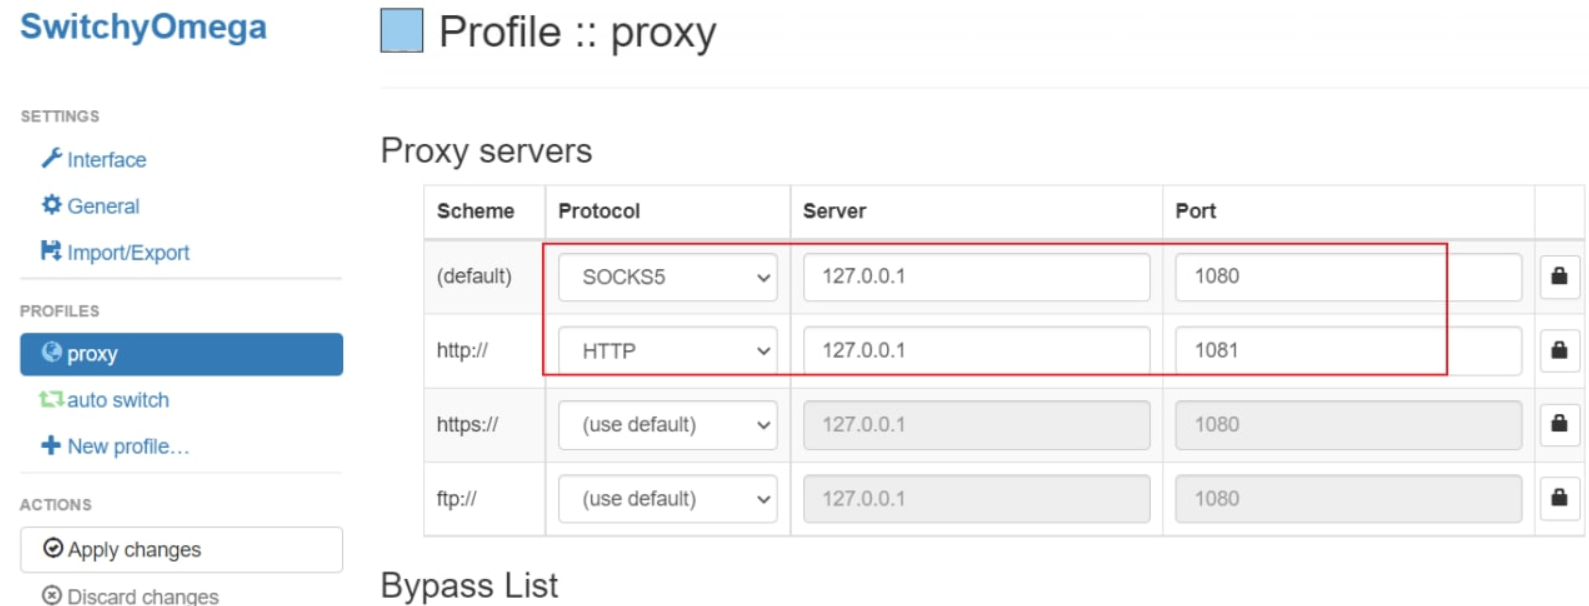 SwitchyOmega
Profile :: proxy
SETTINGS
Interface
General
Import/Export
PROFILES
proxy
auto switch
New profile...
ACTIONS
Apply changes
Discard changes
Proxy servers
Scheme Protocol Server Port
(default) SOCKS5 127.0.0.1 1080
http:// HTTP 127.0.0.1 1081
https:// (use default) 127.0.0.1 1080
ftp:// (use default) 127.0.0.1 1080
Bypass List